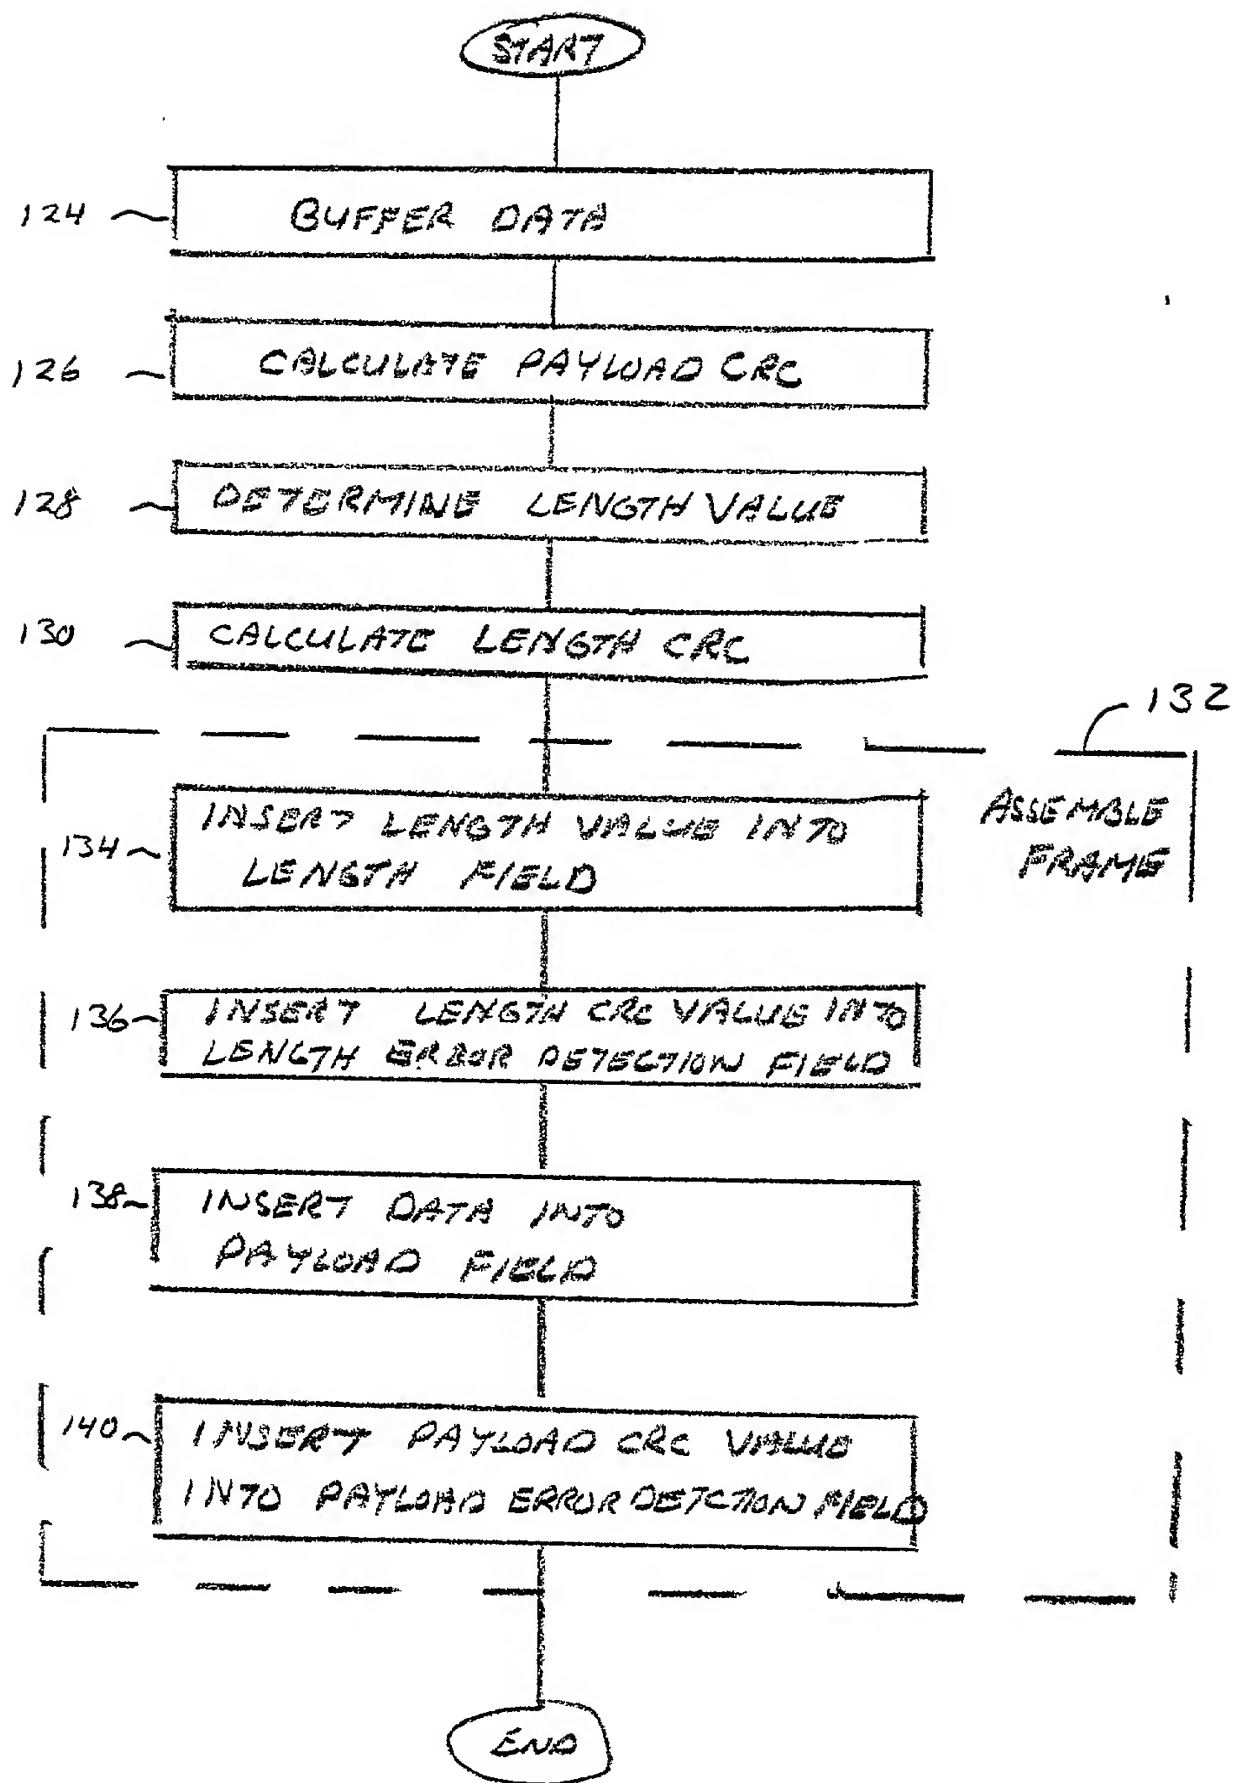 START
124
BUFFER DATA
126
CALCULATE PAYLOAD CRC
128
DETERMINE LENGTH VALUE
130
CALCULATE LENGTH CRC
132
ASSEMBLE
FRAME
134
INSERT LENGTH VALUE INTO
LENGTH FIELD
136
INSERT LENGTH CRC VALUE INTO
LENGTH ERROR DETECTION FIELD
138
INSERT DATA INTO
PAYLOAD FIELD
140
INSERT PAYLOAD CRC VALUE
INTO PAYLOAD ERROR DETCTION FIELD
END